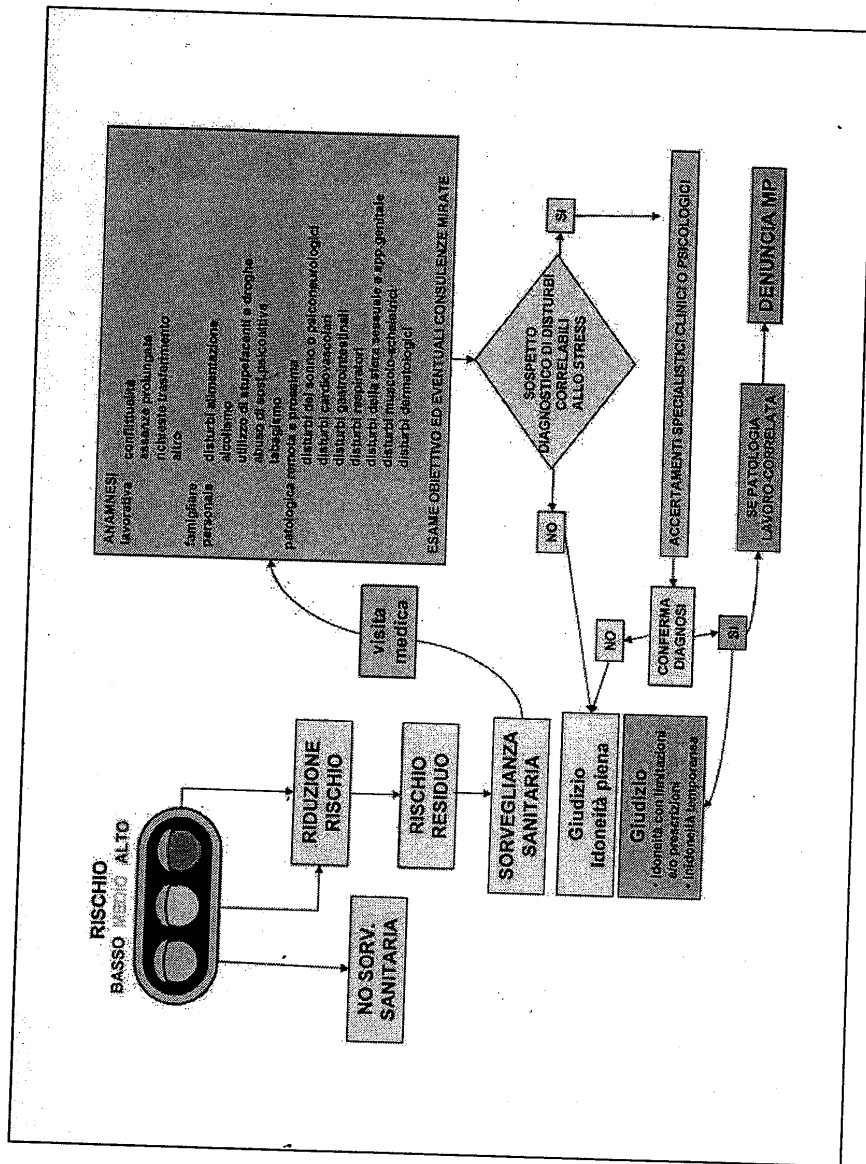 RISCHIO
BASSO MEDIO ALTO
NO SORV.
SANITARIA
RIDUZIONE
RISCHIO
RISCHIO
RESIDUO
SORVEGLIANZA
SANITARIA
visita
medica
ANAMNESI
lavorativa conflittualità
assenze prolungate
richieste trasferimento
altro
famigliare
personale disturbi alimentazione
alcolismo
utilizzo di stupefacenti e droghe
abuso di sost.psicoattive
tabagismo
patologica remota e prossima
disturbi del sonno o psiconeurologici
disturbi cardiovascolari
disturbi gastrointestinali
disturbi respiratori
disturbi della sfera sessuale e app.genitale
disturbi muscolo-scheletrici
disturbi dermatologici
ESAME OBIETTIVO ED EVENTUALI CONSULENZE MIRATE
SOSPETTO
DIAGNOSTICO DI DISTURBI
CORRELABILI
ALLO STRESS
NO
SI
ACCERTAMENTI SPECIALISTICI CLINICI O PSICOLOGICI
CONFERMA
DIAGNOSI
NO
SI
Giudizio
Idoneità piena
Giudizio
• Idoneità con limitazioni
e/o prescrizioni
• Inidoneità temporanea
SE PATOLOGIA
LAVORO-CORRELATA
DENUNCIA MP